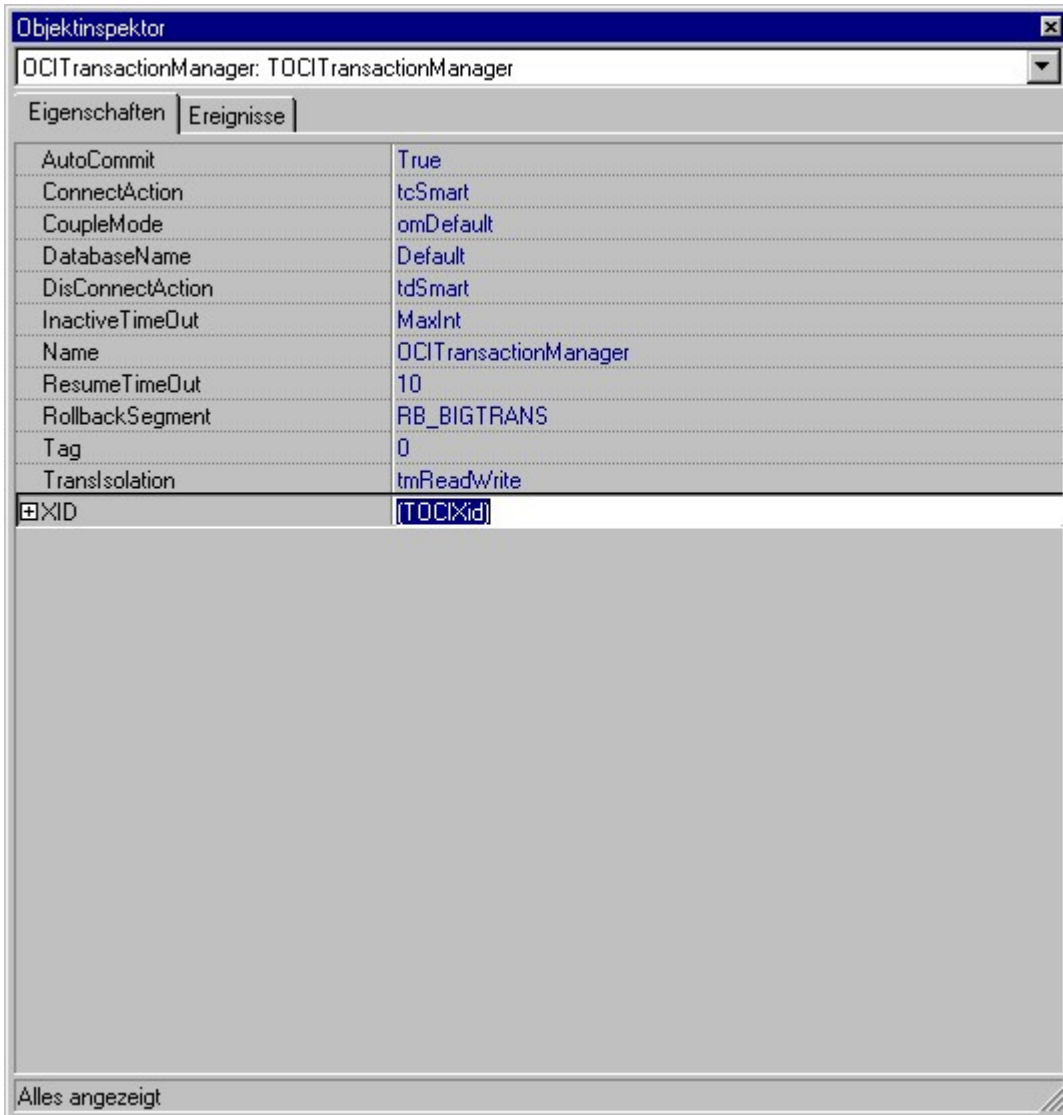 Objektinspektor
OCITransactionManager: TOCITransactionManager
Eigenschaften Ereignisse
AutoCommit True
ConnectAction tcSmart
CoupleMode omDefault
DatabaseName Default
DisConnectAction tdSmart
InactiveTimeOut MaxInt
Name OCITransactionManager
ResumeTimeOut 10
RollbackSegment RB_BIGTRANS
Tag 0
TransIsolation tmReadWrite
XID (TOCIXid)
Alles angezeigt